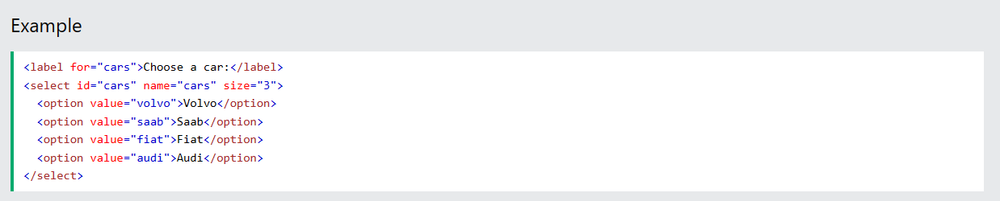 Example
<label for="cars">Choose a car:</label>
<select id="cars" name="cars" size="3">
  <option value="volvo">Volvo</option>
  <option value="saab">Saab</option>
  <option value="fiat">Fiat</option>
  <option value="audi">Audi</option>
</select>